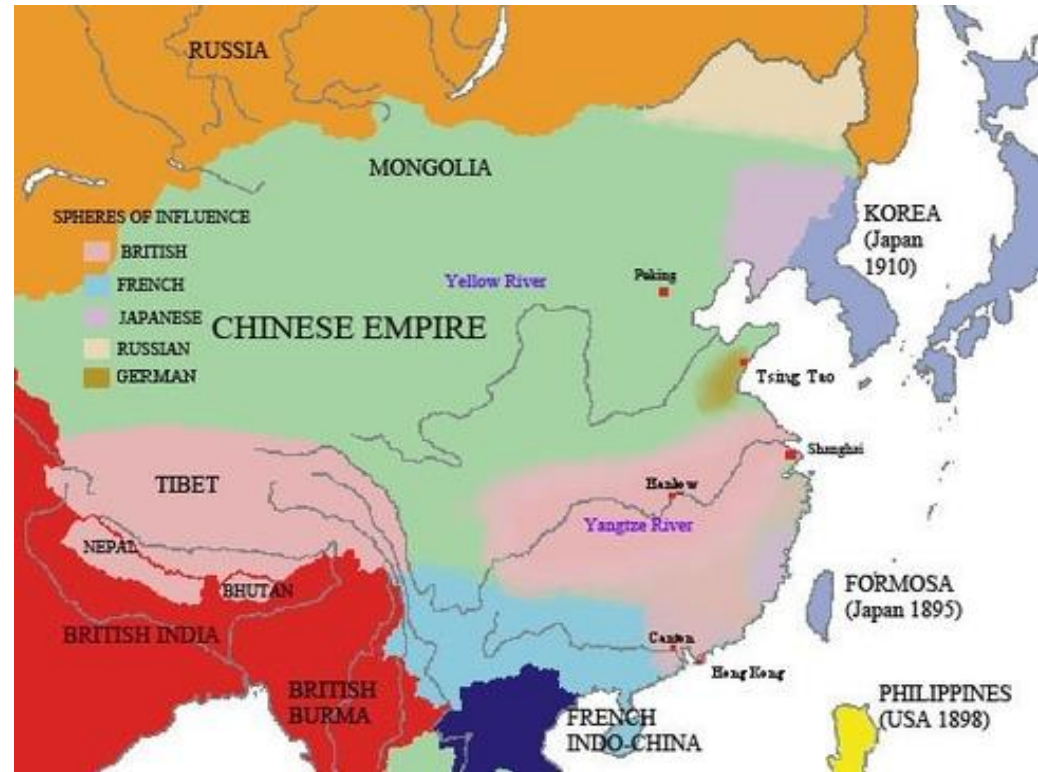 RUSSIA
MONGOLIA
SPHERES OF INFLUENCE
BRITISH
FRENCH
JAPANESE
RUSSIAN
GERMAN
KOREA
(Japan
1910)
Peking
Yellow River
CHINESE EMPIRE
Tsing Tao
Shanghai
TIBET
Hankow
Yangtze River
NEPAL
BHUTAN
FORMOSA
(Japan 1895)
BRITISH INDIA
Canton
Hong Kong
BRITISH
BURMA
FRENCH
INDO-CHINA
PHILIPPINES
(USA 1898)